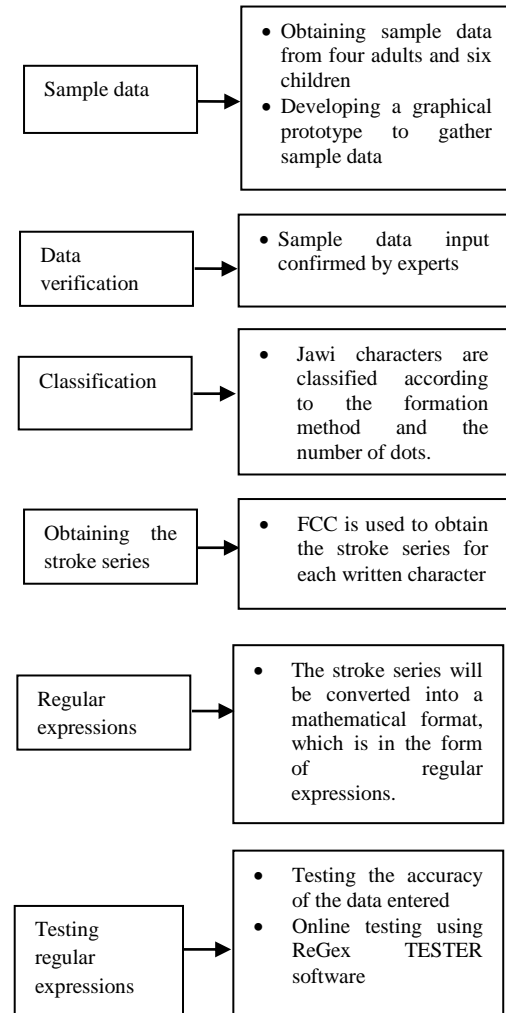 Sample data
• Obtaining sample data
from four adults and six
children
• Developing a graphical
prototype to gather
sample data
Data
verification
• Sample data input
confirmed by experts
Classification
• Jawi characters are
classified according
to the formation
method and the
number of dots.
Obtaining the
stroke series
• FCC is used to obtain
the stroke series for
each written character
Regular
expressions
• The stroke series will
be converted into a
mathematical format,
which is in the form
of regular
expressions.
Testing
regular
expressions
• Testing the accuracy
of the data entered
• Online testing using
ReGex TESTER
software